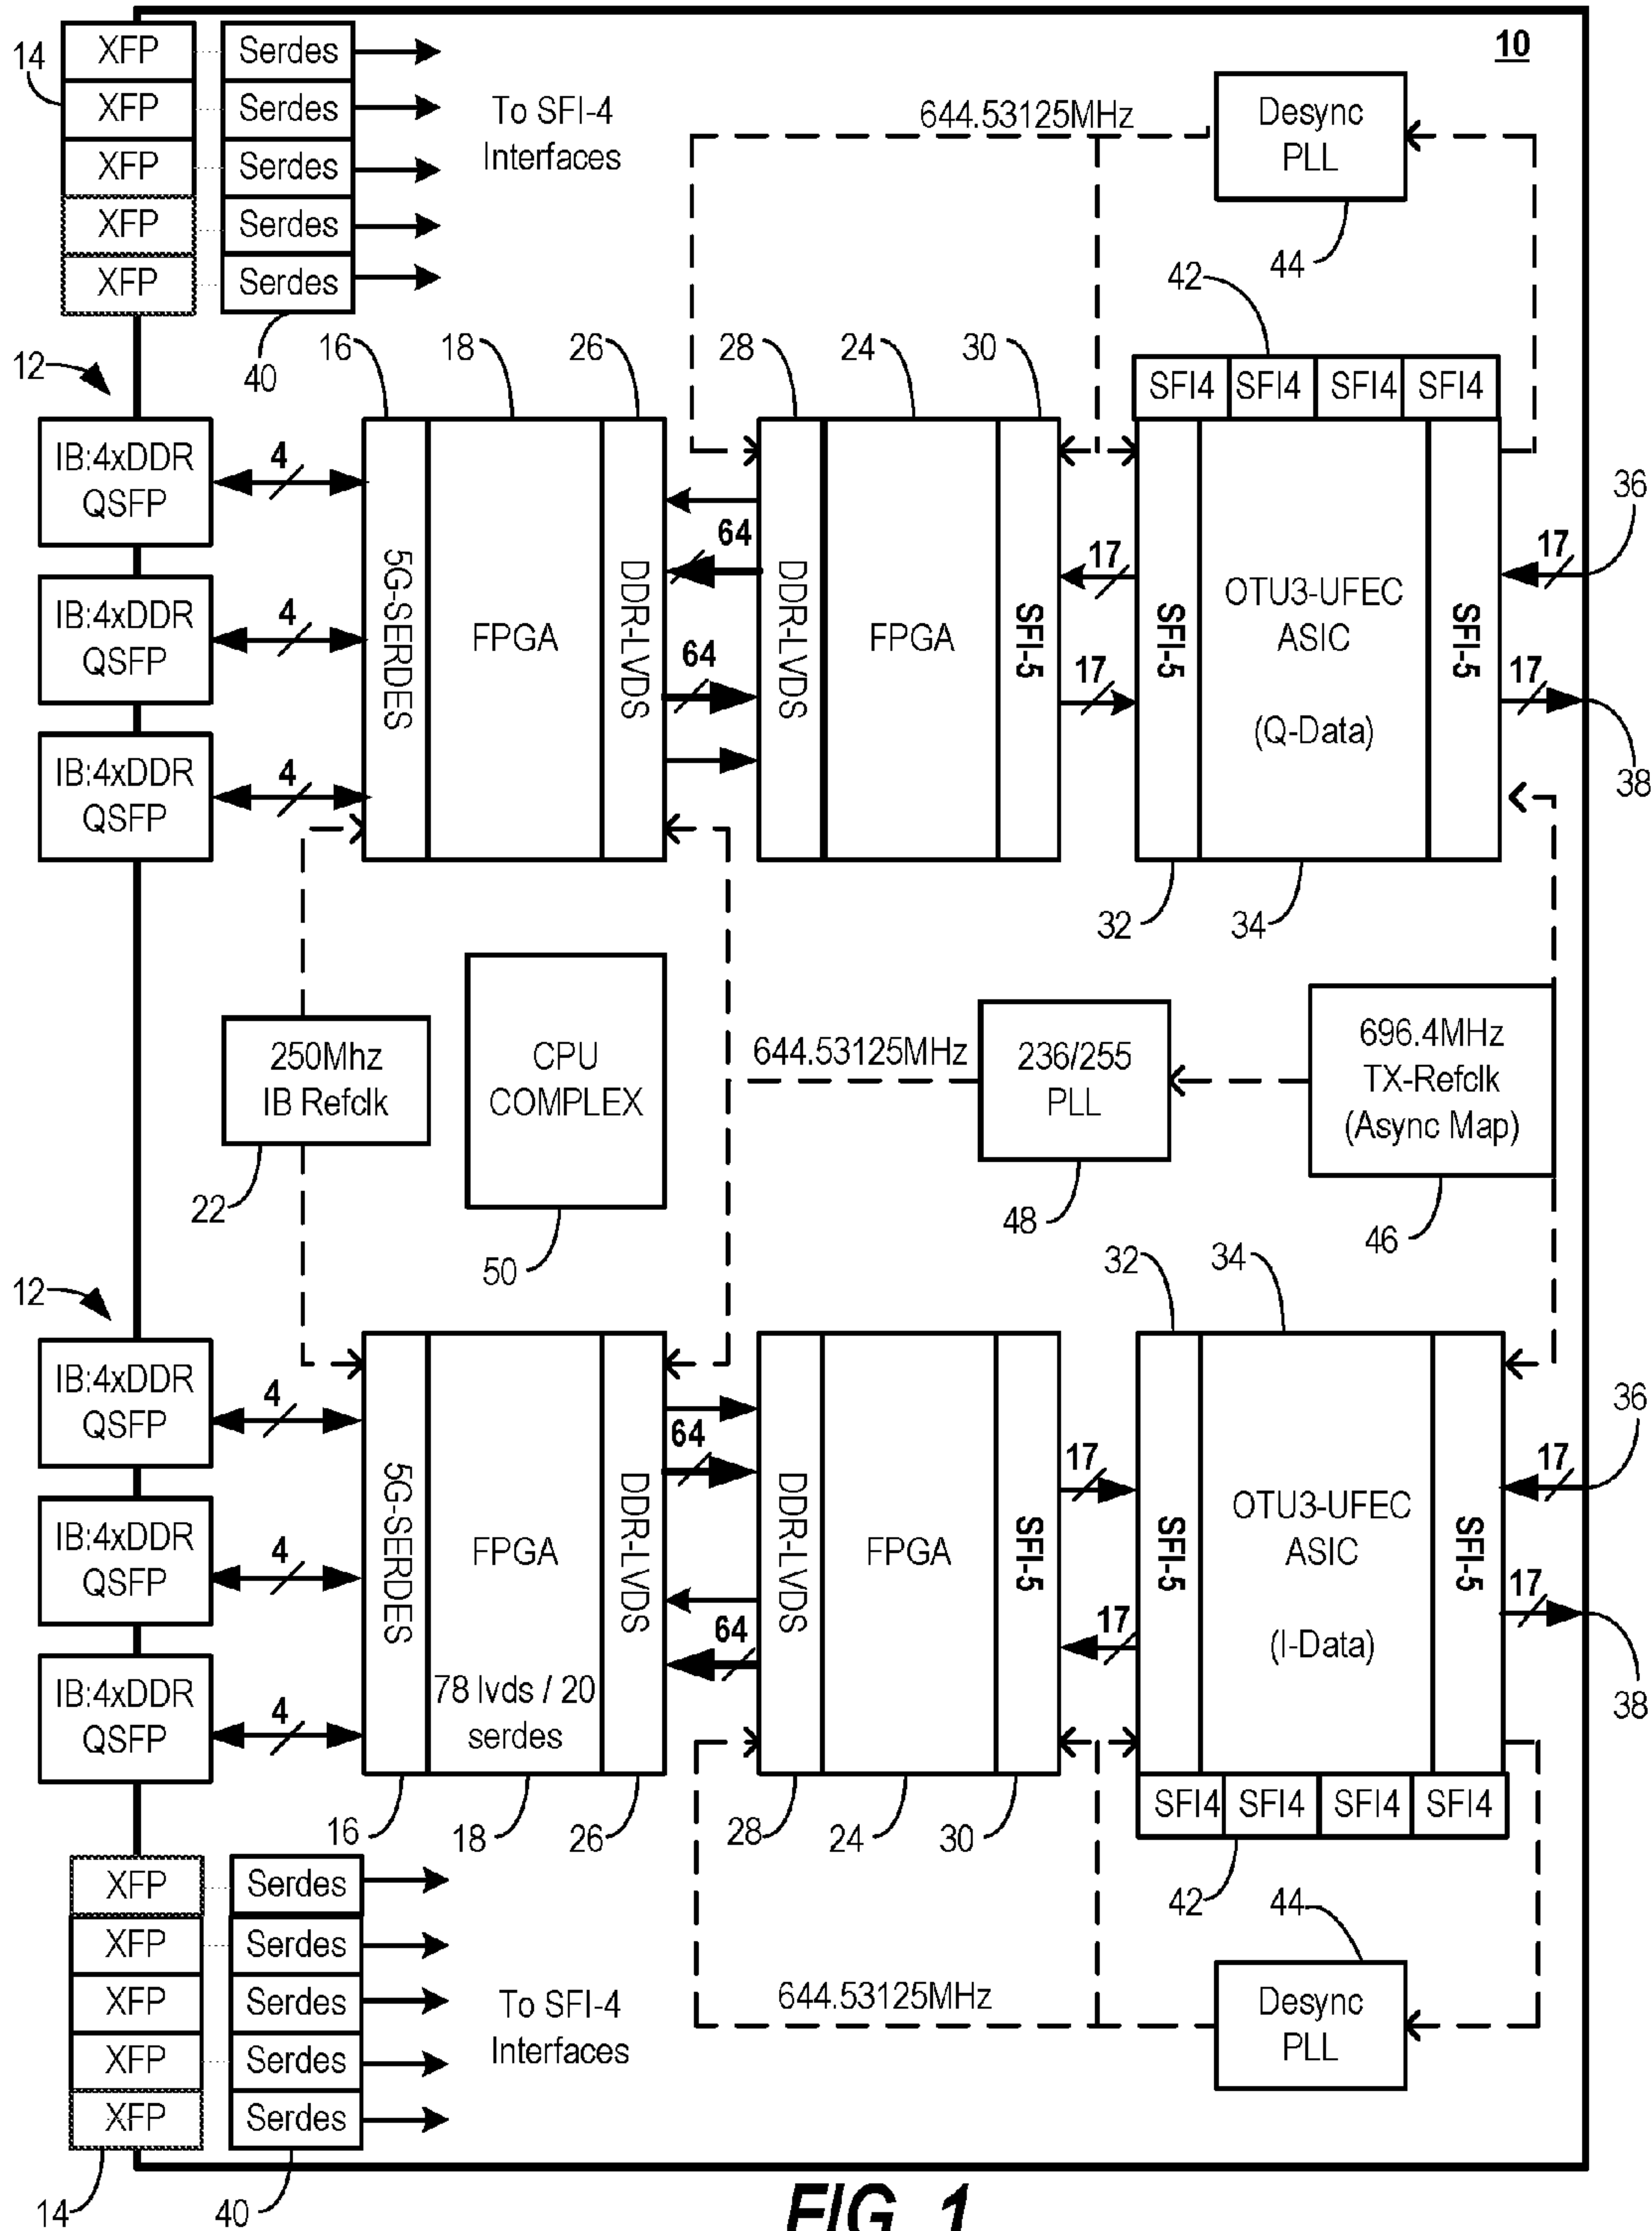 10
14
XFP Serdes
XFP Serdes
XFP Serdes
XFP Serdes
XFP Serdes
To SFI-4
Interfaces
644.53125MHz
Desync
PLL
44
42
40
12
16
18
26
28
24
30
SFI4 SFI4 SFI4 SFI4
IB:4xDDR
QSFP
4
IB:4xDDR
QSFP
4
IB:4xDDR
QSFP
4
5G-SERDES
FPGA
DDR-LVDS
64
64
DDR-LVDS
FPGA
SFI-5
17
17
SFI-5
OTU3-UFEC
ASIC
(Q-Data)
SFI-5
17
36
17
38
32
34
250Mhz
IB Refclk
22
CPU
COMPLEX
50
644.53125MHz
236/255
PLL
48
696.4MHz
TX-Refclk
(Async Map)
46
32
34
12
IB:4xDDR
QSFP
4
IB:4xDDR
QSFP
4
IB:4xDDR
QSFP
4
5G-SERDES
FPGA
78 lvds / 20
serdes
DDR-LVDS
64
64
DDR-LVDS
FPGA
SFI-5
17
17
SFI-5
OTU3-UFEC
ASIC
(I-Data)
SFI-5
17
36
17
38
SFI4 SFI4 SFI4 SFI4
16
18
26
28
24
30
42
44
XFP Serdes
XFP Serdes
XFP Serdes
XFP Serdes
XFP Serdes
To SFI-4
Interfaces
644.53125MHz
Desync
PLL
14
40
FIG. 1